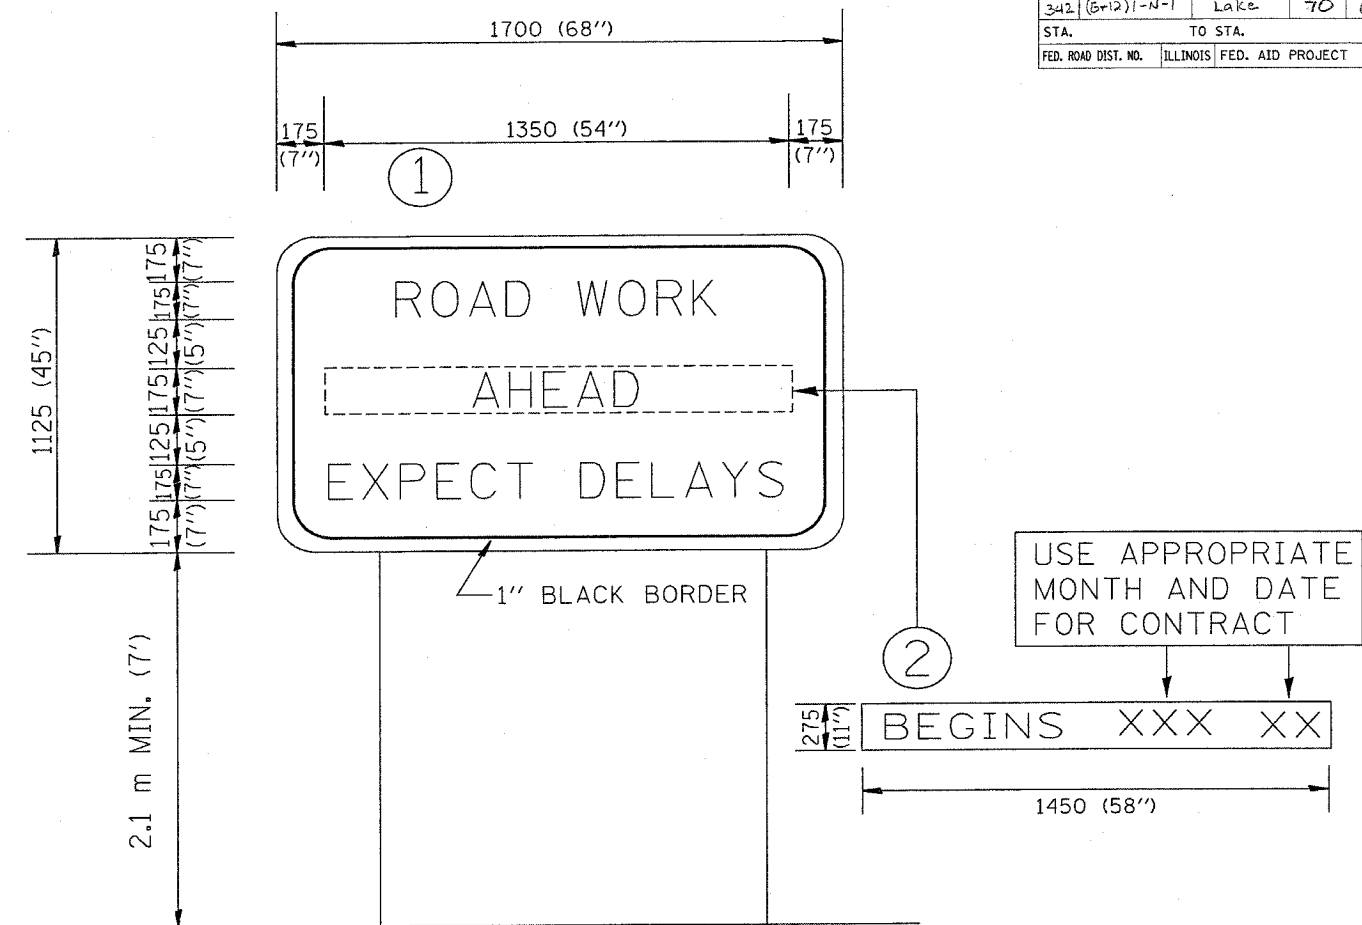 342 (5+12)1-N-1 Lake 70
STA. TO STA.
FED. ROAD DIST. NO. ILLINOIS FED. AID PROJECT
1700 (68'')
175 (7'')
1350 (54'')
175 (7'')
1
1125 (45'')
175 (7'')
175 (7'')
125 (5'')
175 (7'')
125 (5'')
175 (7'')
175 (7'')
ROAD WORK
AHEAD
EXPECT DELAYS
1'' BLACK BORDER
2.1 m MIN. (7')
2
USE APPROPRIATE
MONTH AND DATE
FOR CONTRACT
275 (11'')
BEGINS XXX XX
1450 (58'')